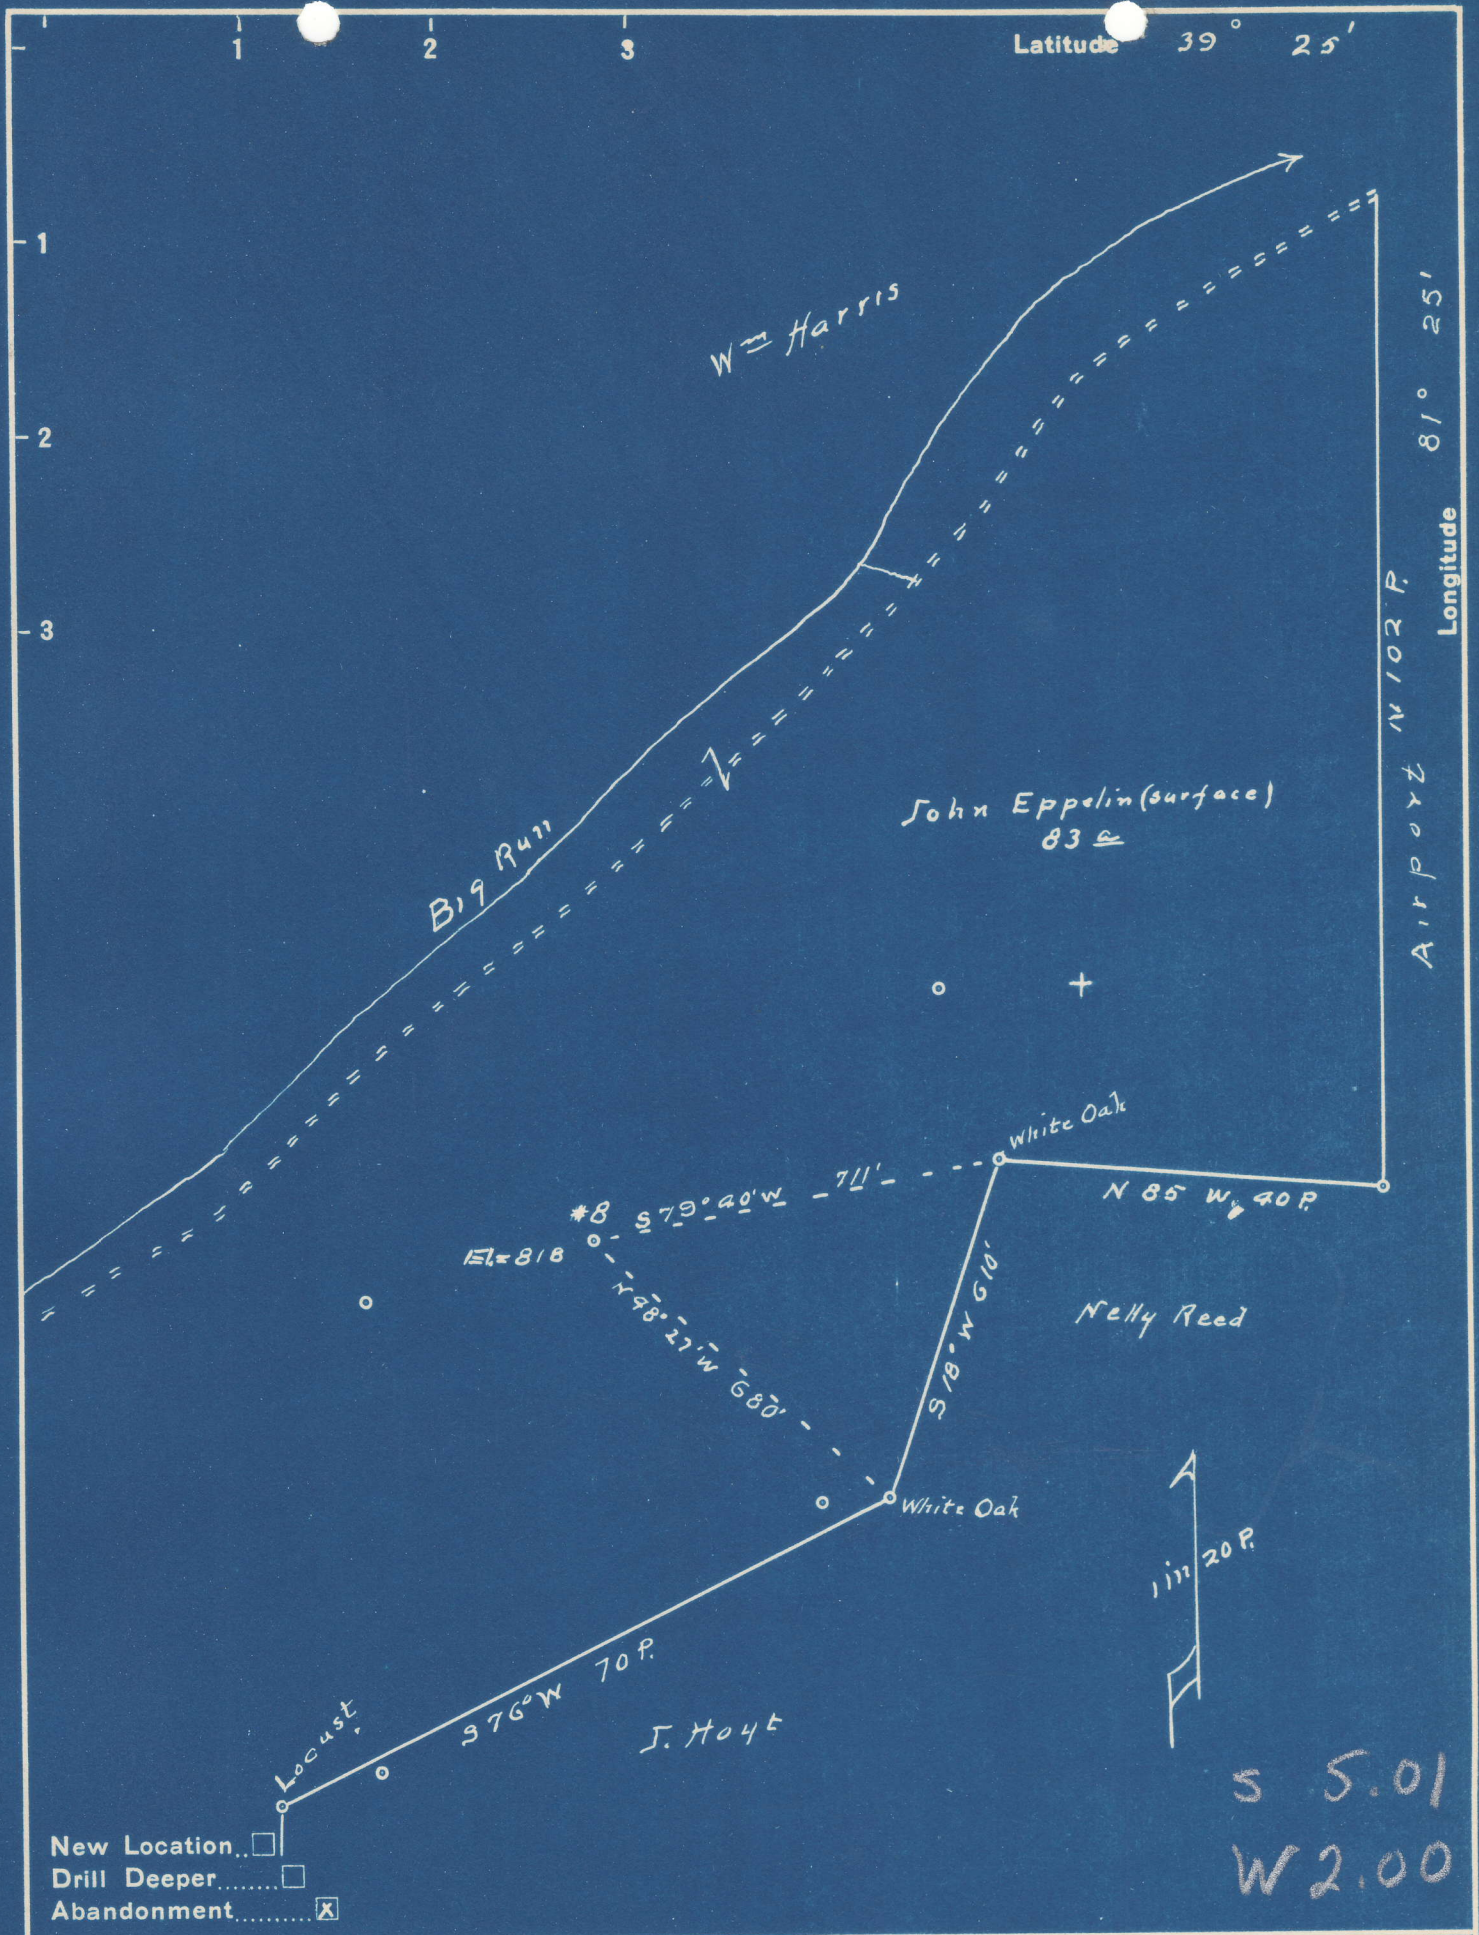 1 2 3 Latitude 39° 25'
1
2
3
Longitude 81° 25'
Wm Harris
Airport N 102 P.
John Eppelin (surface)
83 a
Big Run
White Oak
N 85 W, 40 P.
#8 S 79° 40' W 711'
El = 818
N 48° 27' W 680'
S 18° W 610'
Nelly Reed
White Oak
1 in 20 P.
S 76° W 70 P.
J. Hoyt
Locust
S 5.01
W 2.00
New Location..
Drill Deeper........
Abandonment.......... X